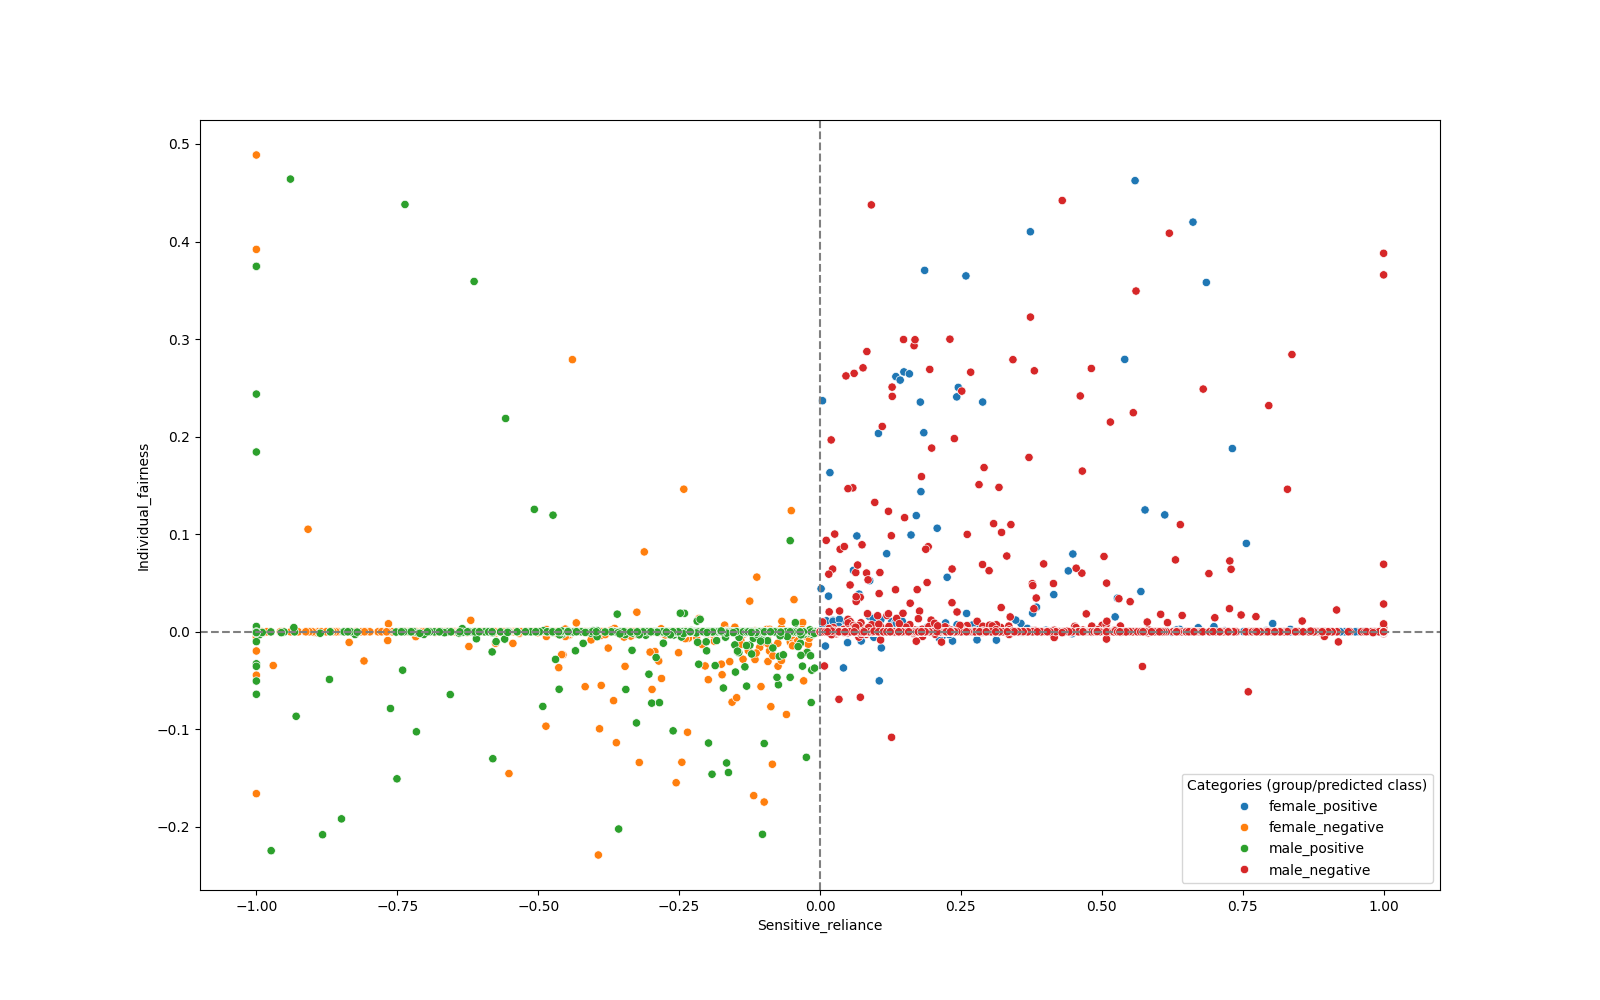 0.5
0.4
0.3
0.2
0.1
0.0
−0.1
−0.2
Individual_fairness
−1.00 −0.75 −0.50 −0.25 0.00 0.25 0.50 0.75 1.00
Sensitive_reliance
Categories (group/predicted class)
female_positive
female_negative
male_positive
male_negative